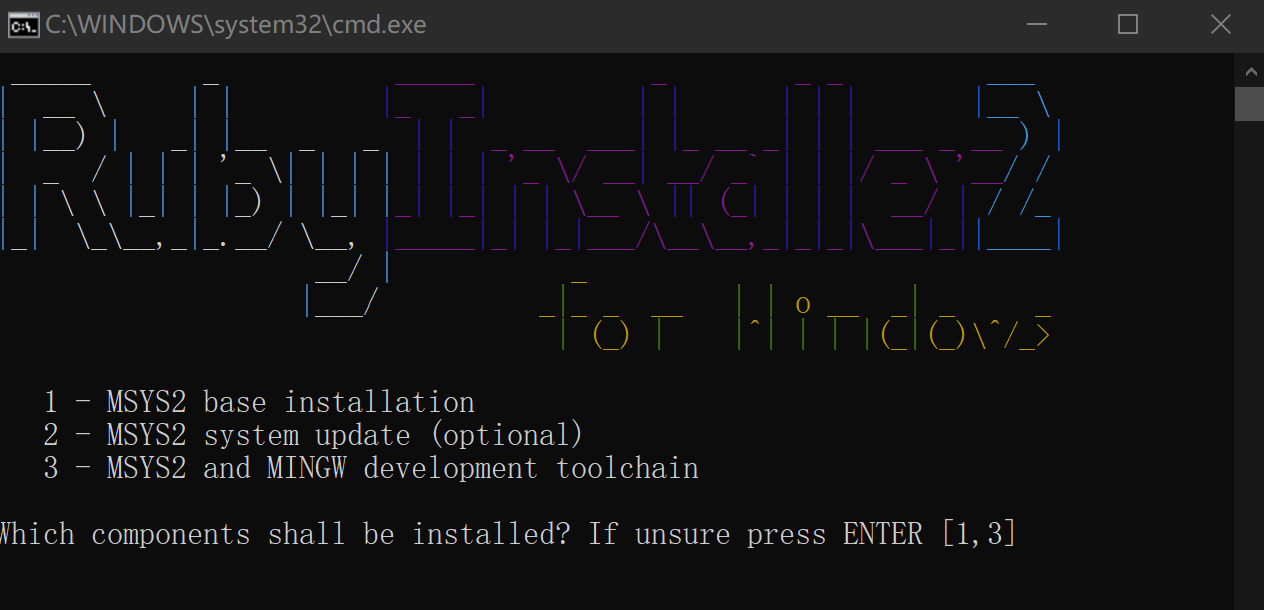 C:\WINDOWS\system32\cmd.exe
RubyInstaller2
for Windows
1 - MSYS2 base installation
2 - MSYS2 system update (optional)
3 - MSYS2 and MINGW development toolchain
Which components shall be installed? If unsure press ENTER [1,3]